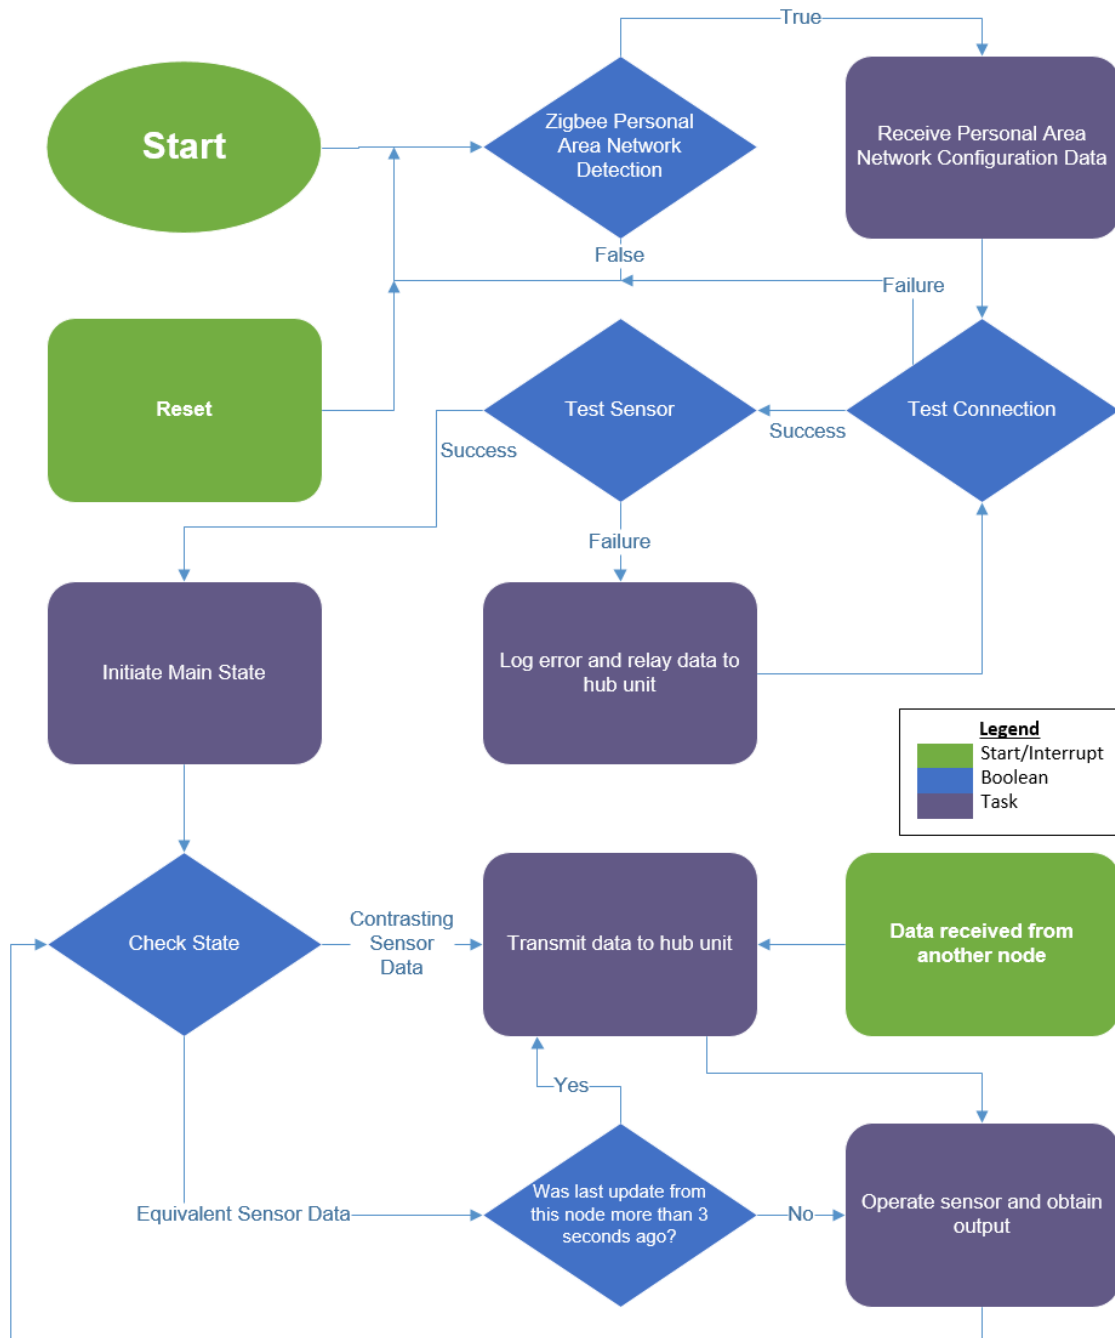 True
Start
Zigbee Personal
Area Network
Detection
Receive Personal Area
Network Configuration Data
False
Failure
Reset
Test Sensor
Success
Test Connection
Success
Failure
Initiate Main State
Log error and relay data to
hub unit
Legend
Start/Interrupt
Boolean
Task
Check State
Contrasting
Sensor
Data
Transmit data to hub unit
Data received from
another node
Yes
Equivalent Sensor Data
Was last update from
this node more than 3
seconds ago?
No
Operate sensor and obtain
output